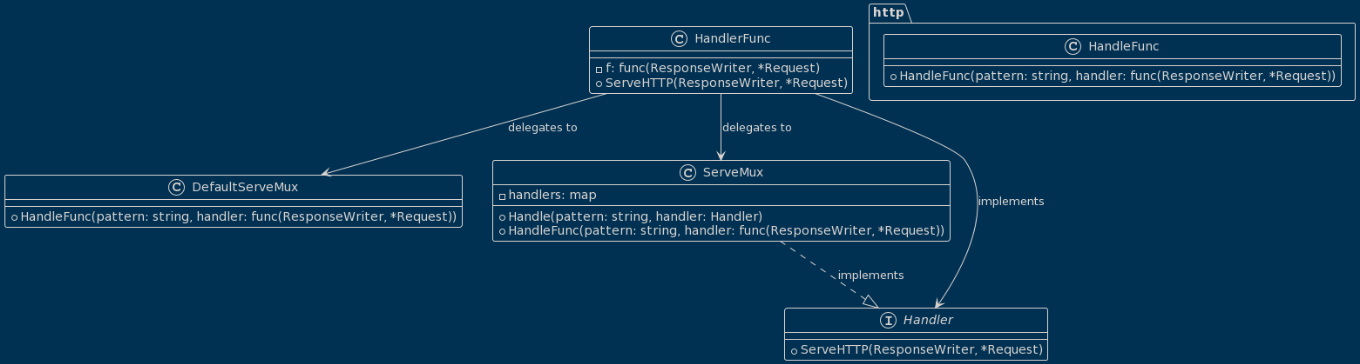 http
C HandleFunc
HandleFunc(pattern: string, handler: func(ResponseWriter, *Request))
C HandlerFunc
f: func(ResponseWriter, *Request)
ServeHTTP(ResponseWriter, *Request)
delegates to
delegates to
implements
C DefaultServeMux
HandleFunc(pattern: string, handler: func(ResponseWriter, *Request))
C ServeMux
handlers: map
Handle(pattern: string, handler: Handler)
HandleFunc(pattern: string, handler: func(ResponseWriter, *Request))
implements
I Handler
ServeHTTP(ResponseWriter, *Request)